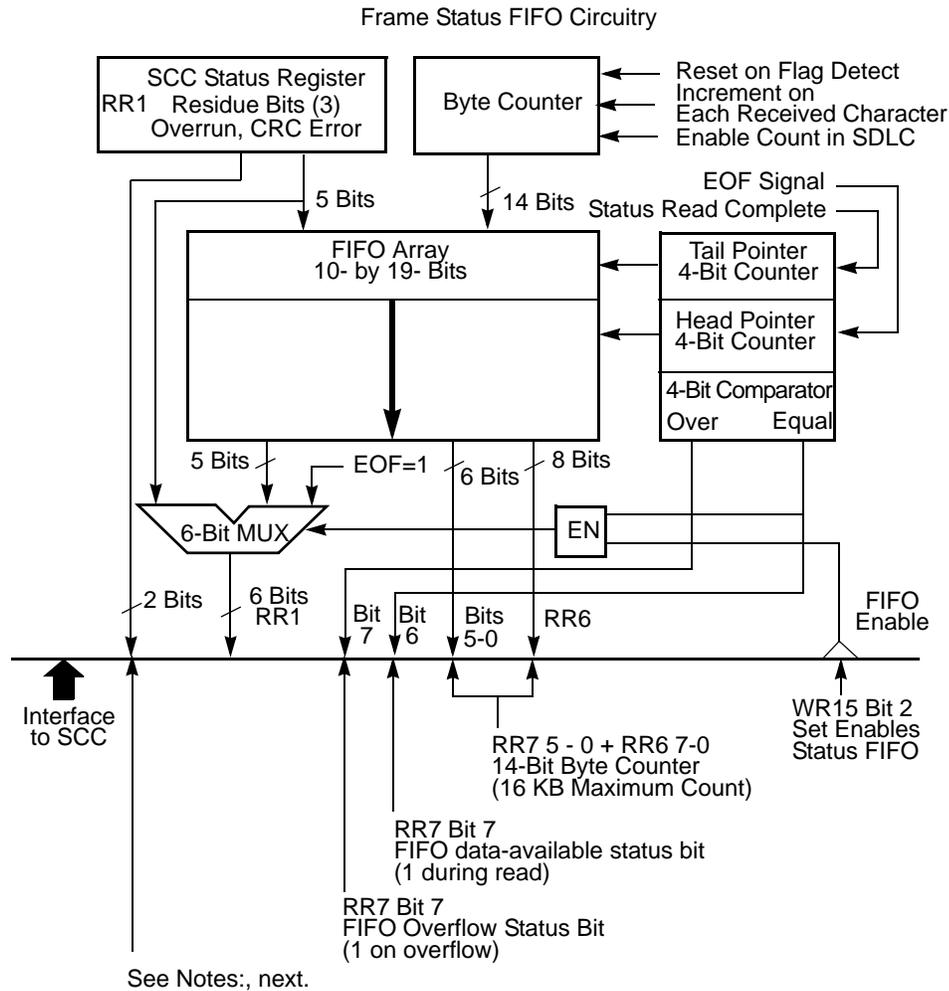 Frame Status FIFO Circuitry
SCC Status Register
RR1
Residue Bits (3)
Overrun, CRC Error
Byte Counter
Reset on Flag Detect
Increment on
Each Received Character
Enable Count in SDLC
5 Bits
14 Bits
EOF Signal
Status Read Complete
FIFO Array
10- by 19- Bits
Tail Pointer
4-Bit Counter
Head Pointer
4-Bit Counter
4-Bit Comparator
Over
Equal
5 Bits
EOF=1
6 Bits
8 Bits
6-Bit MUX
EN
2 Bits
6 Bits
RR1
Bit
7
Bit
6
Bits
5-0
RR6
FIFO
Enable
Interface
to SCC
WR15 Bit 2
Set Enables
Status FIFO
RR7 5 - 0 + RR6 7-0
14-Bit Byte Counter
(16 KB Maximum Count)
RR7 Bit 7
FIFO data-available status bit
(1 during read)
RR7 Bit 7
FIFO Overflow Status Bit
(1 on overflow)
See Notes:, next.